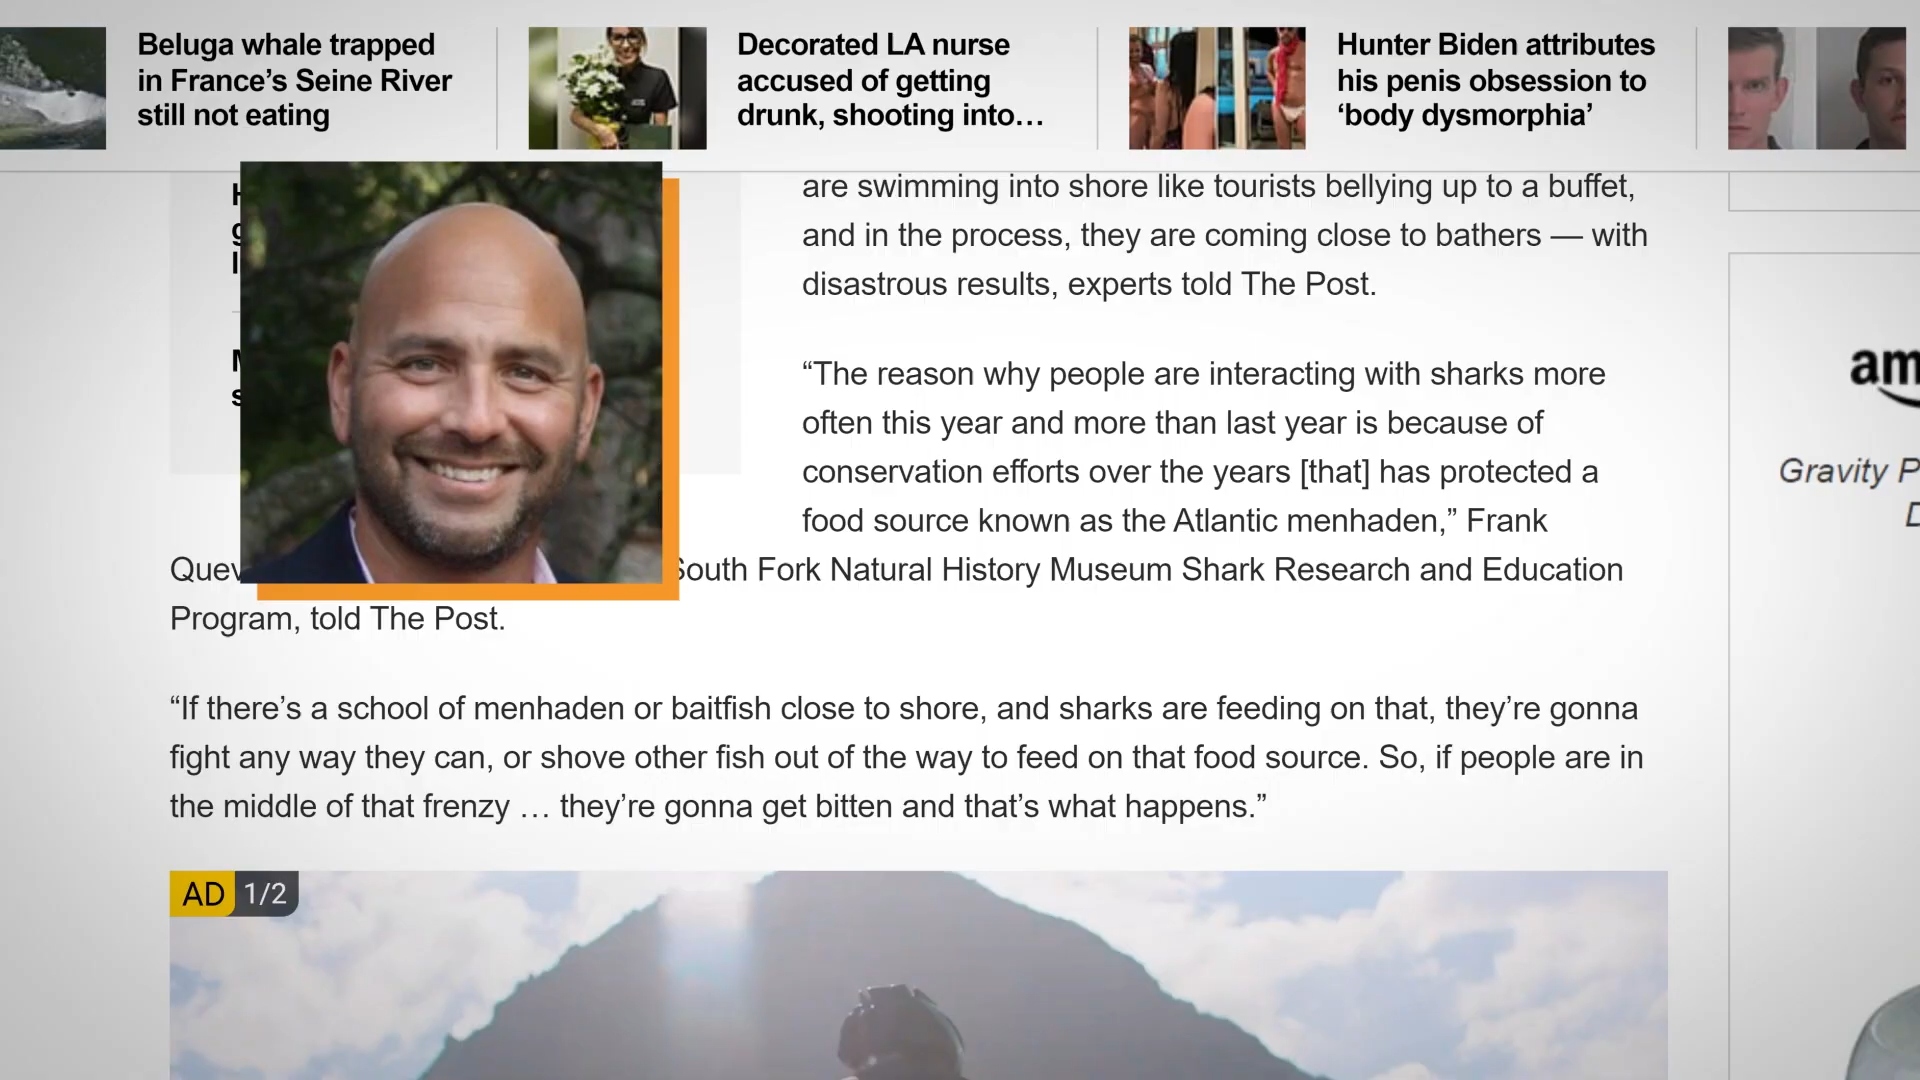 Beluga whale trapped
in France’s Seine River
still not eating
Decorated LA nurse
accused of getting
drunk, shooting into…
Hunter Biden attributes
his penis obsession to
‘body dysmorphia’
are swimming into shore like tourists bellying up to a buffet,
and in the process, they are coming close to bathers — with
disastrous results, experts told The Post.
“The reason why people are interacting with sharks more
often this year and more than last year is because of
conservation efforts over the years [that] has protected a
food source known as the Atlantic menhaden,” Frank
South Fork Natural History Museum Shark Research and Education
Program, told The Post.
“If there’s a school of menhaden or baitfish close to shore, and sharks are feeding on that, they’re gonna
fight any way they can, or shove other fish out of the way to feed on that food source. So, if people are in
the middle of that frenzy … they’re gonna get bitten and that’s what happens.”
AD 1/2
am
Gravity P